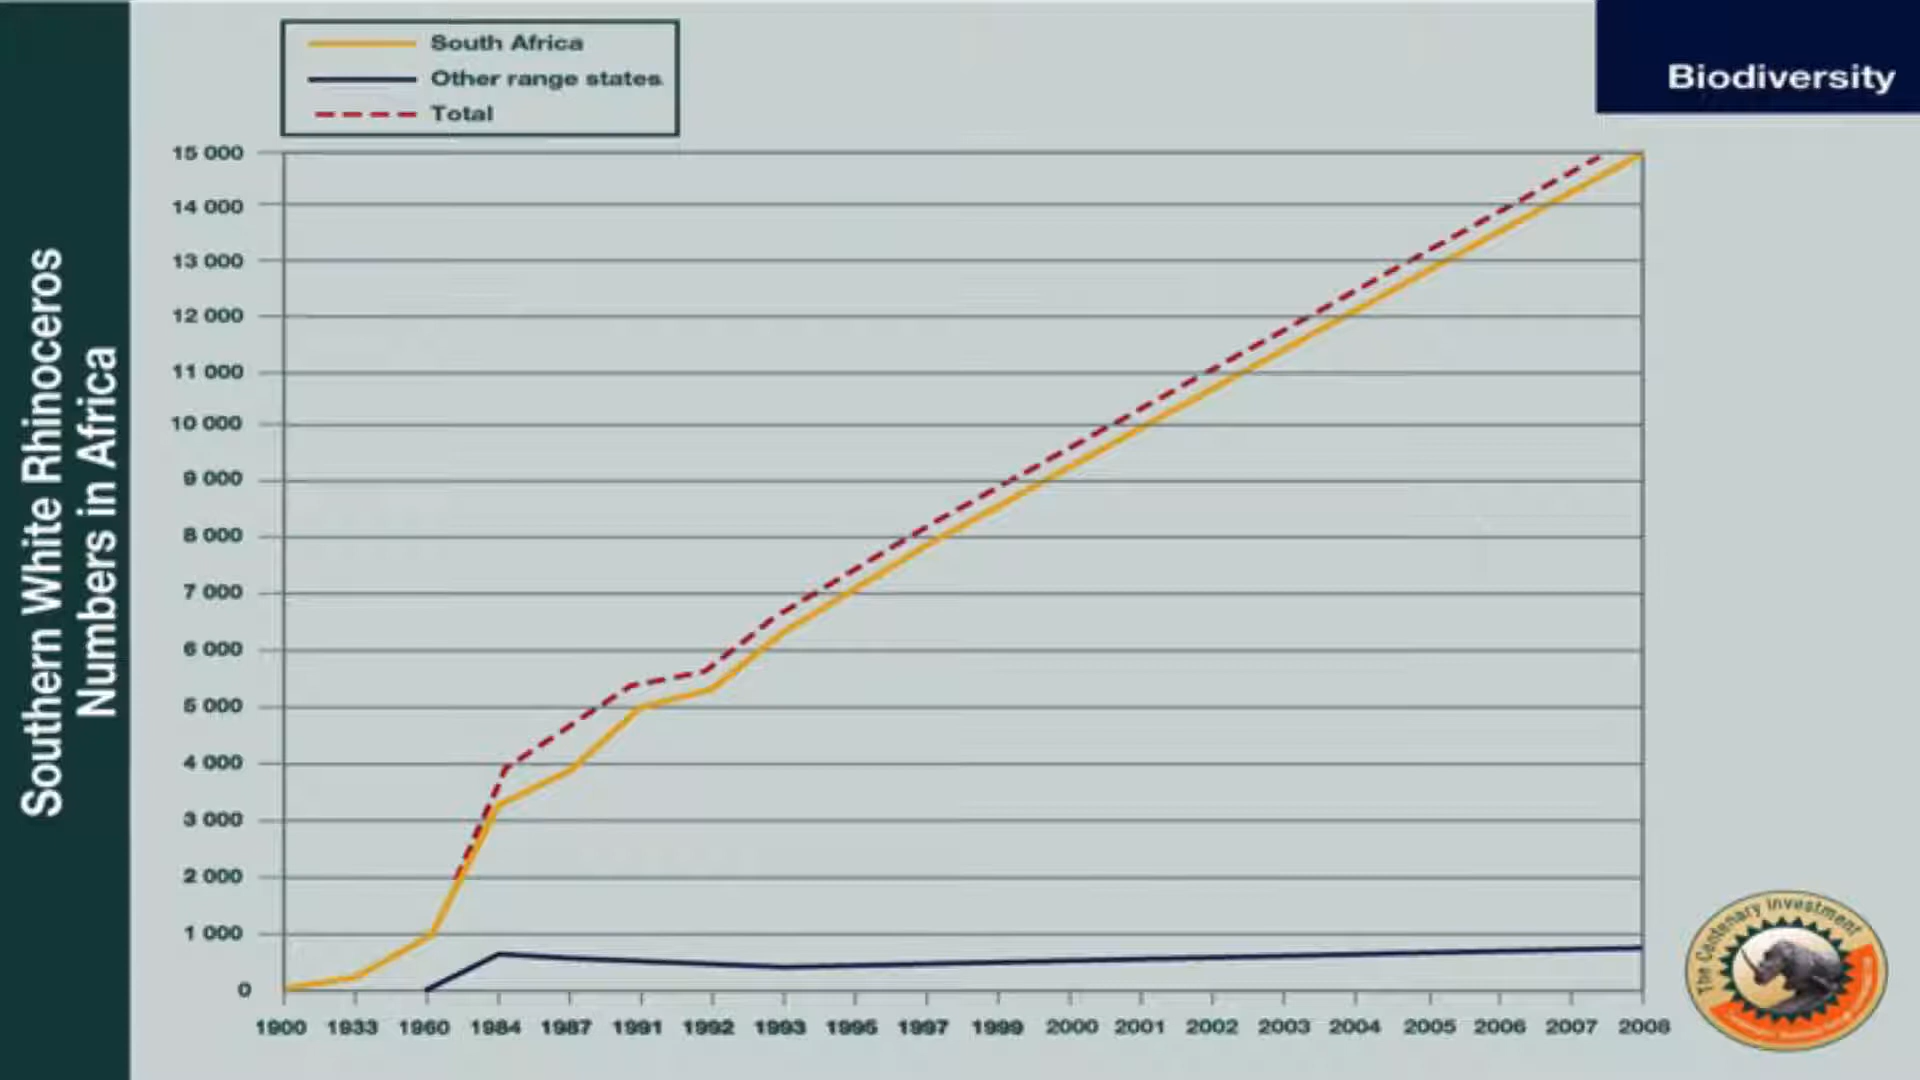 South Africa
Other range states
Total
Biodiversity
Southern White Rhinoceros
Numbers in Africa
15 000
14 000
13 000
12 000
11 000
10 000
9 000
8 000
7 000
6 000
5 000
4 000
3 000
2 000
1 000
0
1900 1933 1960 1984 1987 1991 1992 1993 1995 1997 1999 2000 2001 2002 2003 2004 2005 2006 2007 2008
The Centenary Investment